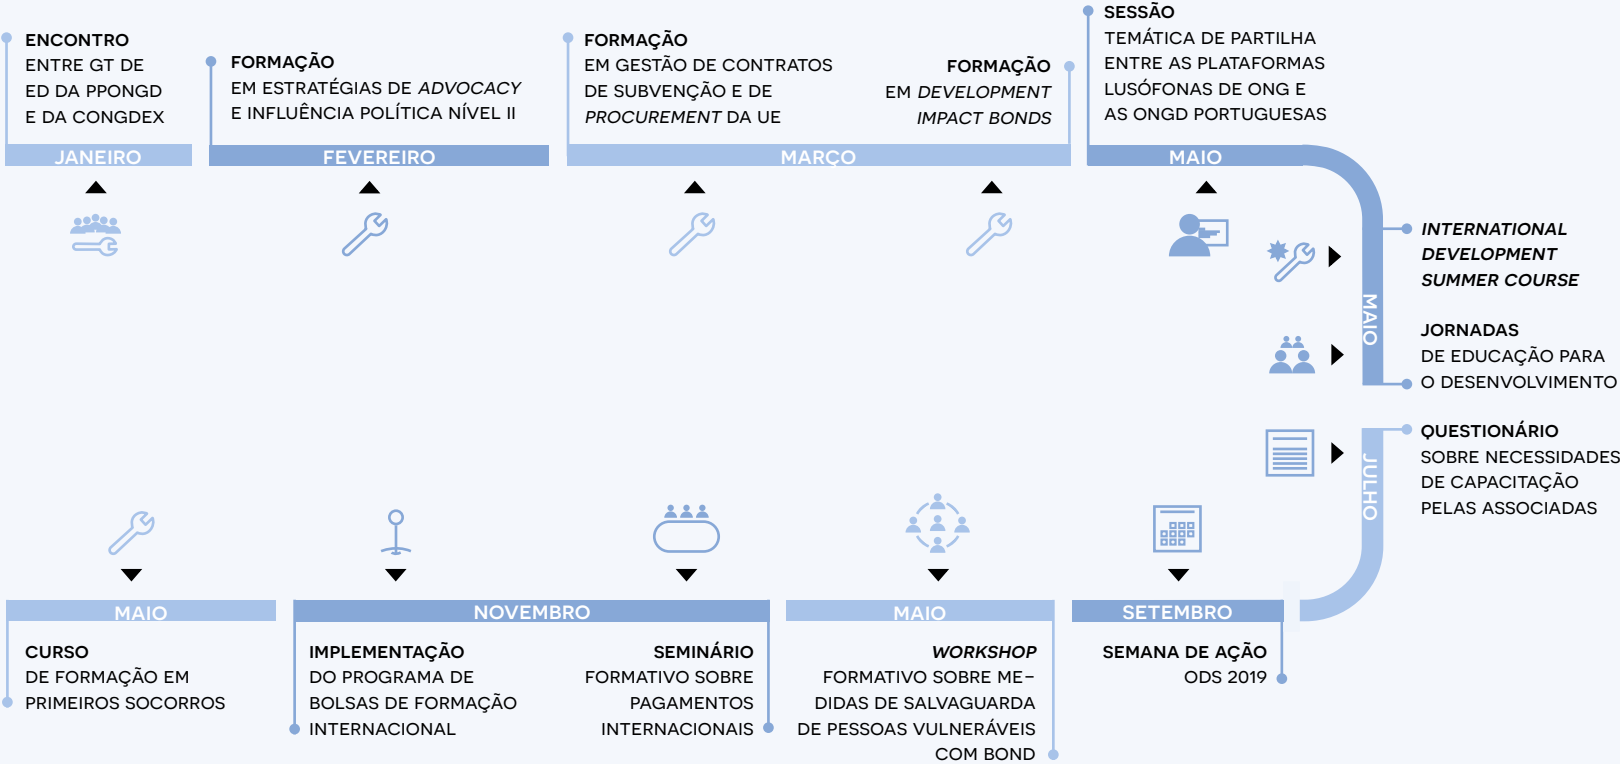 ENCONTRO
ENTRE GT DE
ED DA PPONGD
E DA CONGDEX
JANEIRO
FORMAÇÃO
EM ESTRATÉGIAS DE ADVOCACY
E INFLUÊNCIA POLÍTICA NÍVEL II
FEVEREIRO
FORMAÇÃO
EM GESTÃO DE CONTRATOS
DE SUBVENÇÃO E DE
PROCUREMENT DA UE
FORMAÇÃO
EM DEVELOPMENT
IMPACT BONDS
MARÇO
SESSÃO
TEMÁTICA DE PARTILHA
ENTRE AS PLATAFORMAS
LUSÓFONAS DE ONG E
AS ONGD PORTUGUESAS
MAIO
INTERNATIONAL
DEVELOPMENT
SUMMER COURSE
MAIO
JORNADAS
DE EDUCAÇÃO PARA
O DESENVOLVIMENTO
QUESTIONÁRIO
SOBRE NECESSIDADES
DE CAPACITAÇÃO
PELAS ASSOCIADAS
JULHO
SETEMBRO
SEMANA DE AÇÃO
ODS 2019
MAIO
WORKSHOP
FORMATIVO SOBRE ME-
DIDAS DE SALVAGUARDA
DE PESSOAS VULNERÁVEIS
COM BOND
NOVEMBRO
SEMINÁRIO
FORMATIVO SOBRE
PAGAMENTOS
INTERNACIONAIS
IMPLEMENTAÇÃO
DO PROGRAMA DE
BOLSAS DE FORMAÇÃO
INTERNACIONAL
MAIO
CURSO
DE FORMAÇÃO EM
PRIMEIROS SOCORROS